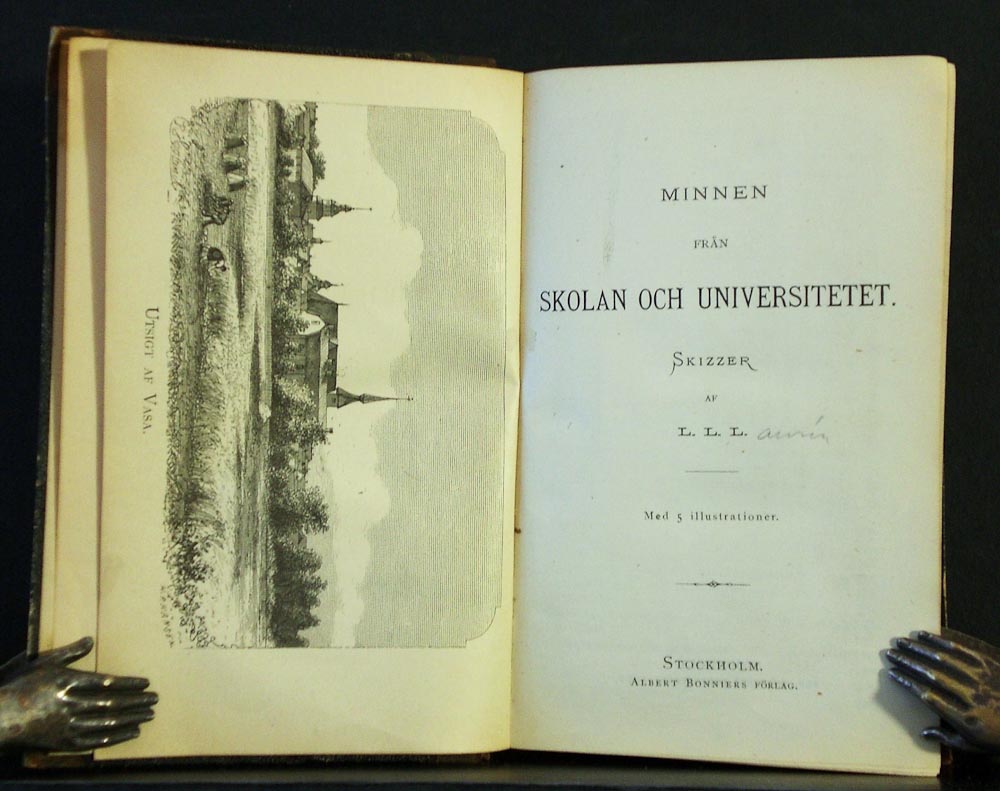 UTSIGT AF VASA.
MINNEN
FRÅN
SKOLAN OCH UNIVERSITETET.
SKIZZER
AF
L. L. L.
Med 5 illustrationer.
STOCKHOLM.
ALBERT BONNIERS FÖRLAG.